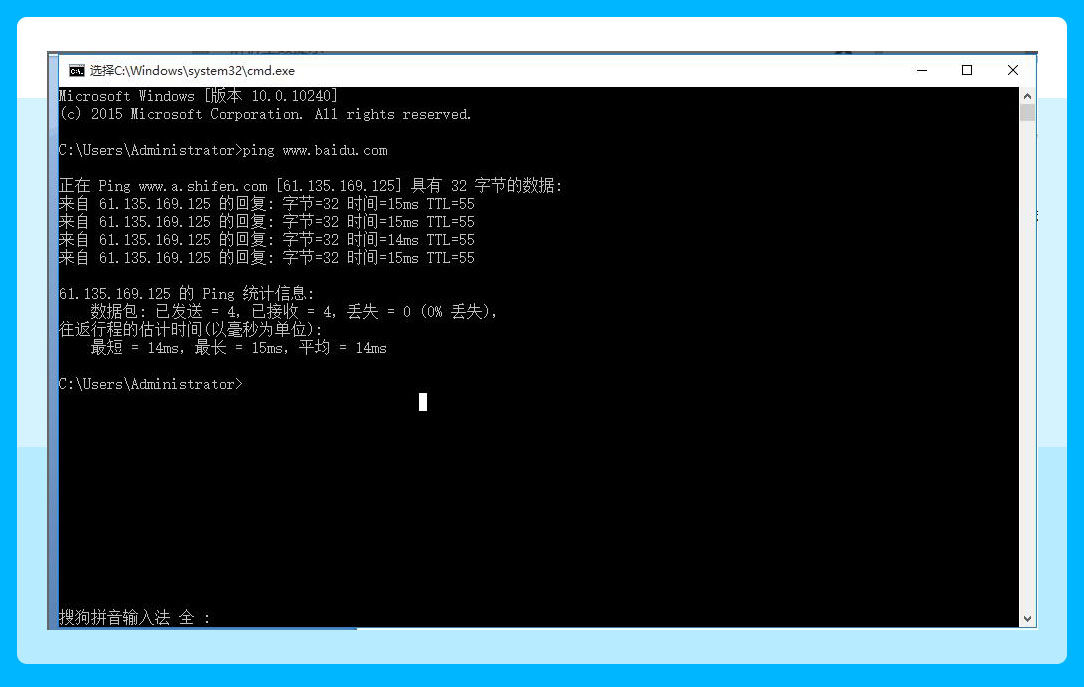 选择C:\Windows\system32\cmd.exe
Microsoft Windows [版本 10.0.10240]
(c) 2015 Microsoft Corporation. All rights reserved.
C:\Users\Administrator>ping www.baidu.com
正在 Ping www.a.shifen.com [61.135.169.125] 具有 32 字节的数据:
来自 61.135.169.125 的回复: 字节=32 时间=15ms TTL=55
来自 61.135.169.125 的回复: 字节=32 时间=15ms TTL=55
来自 61.135.169.125 的回复: 字节=32 时间=14ms TTL=55
来自 61.135.169.125 的回复: 字节=32 时间=15ms TTL=55
61.135.169.125 的 Ping 统计信息:
数据包: 已发送 = 4, 已接收 = 4, 丢失 = 0 (0% 丢失),
往返行程的估计时间(以毫秒为单位):
最短 = 14ms, 最长 = 15ms, 平均 = 14ms
C:\Users\Administrator>
搜狗拼音输入法 全 :